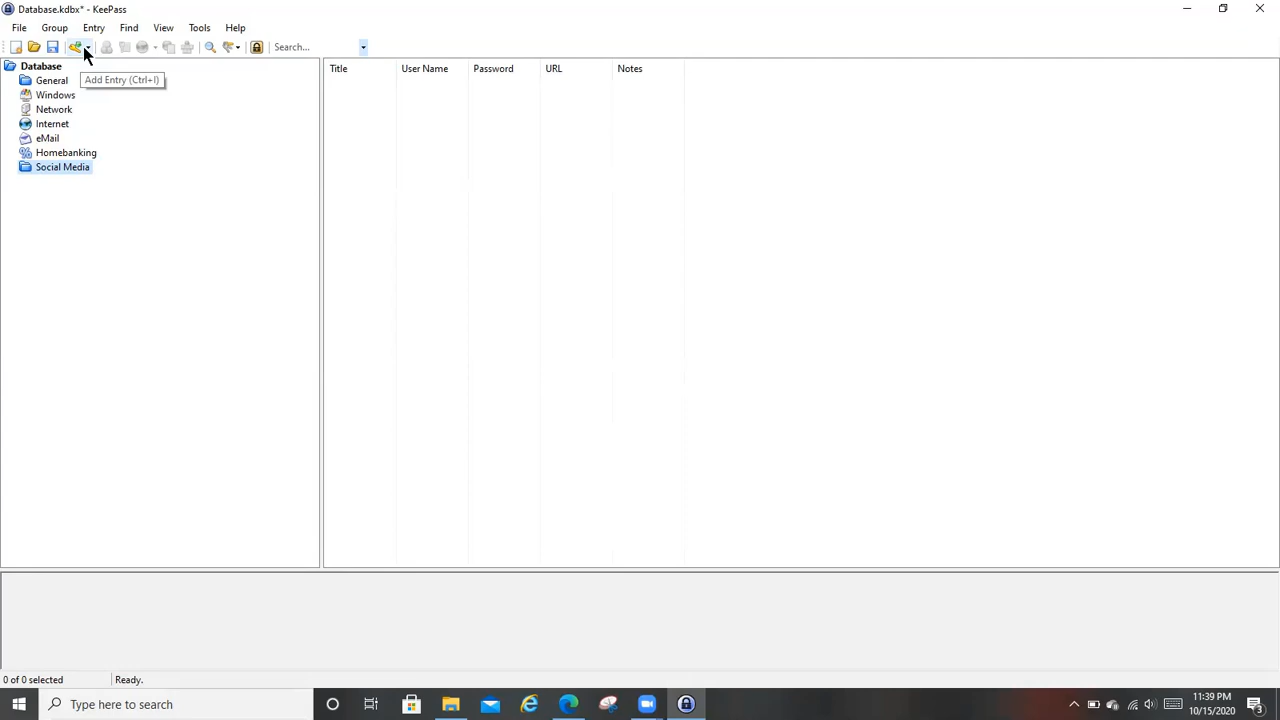 Database.kdbx* - KeePass
File Group Entry Find View Tools Help
Search...
Database
General
Windows
Network
Internet
eMail
Homebanking
Social Media
Add Entry (Ctrl+I)
Title User Name Password URL Notes
0 of 0 selected Ready.
Type here to search
11:39 PM
10/15/2020
3